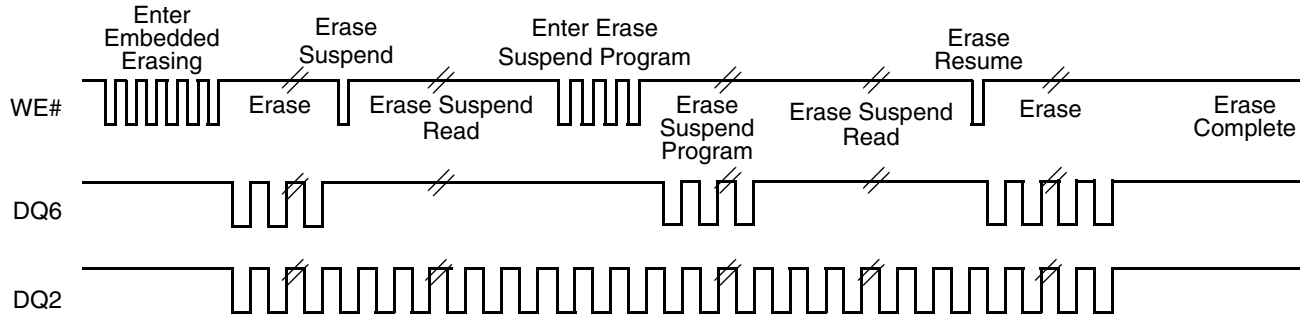 Enter
Embedded
Erasing
Erase
Suspend
Enter Erase
Suspend Program
Erase
Resume
WE#
Erase
Erase Suspend
Read
Erase
Suspend
Program
Erase Suspend
Read
Erase
Erase
Complete
DQ6
DQ2